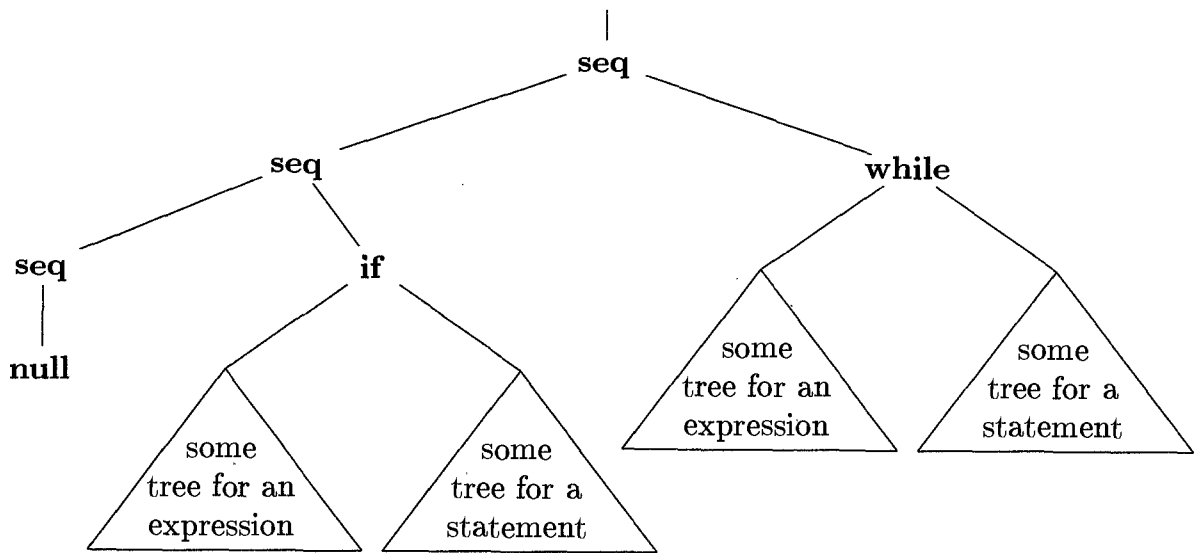 seq
seq
while
seq
if
null
some
tree for an
expression
some
tree for a
statement
some
tree for an
expression
some
tree for a
statement